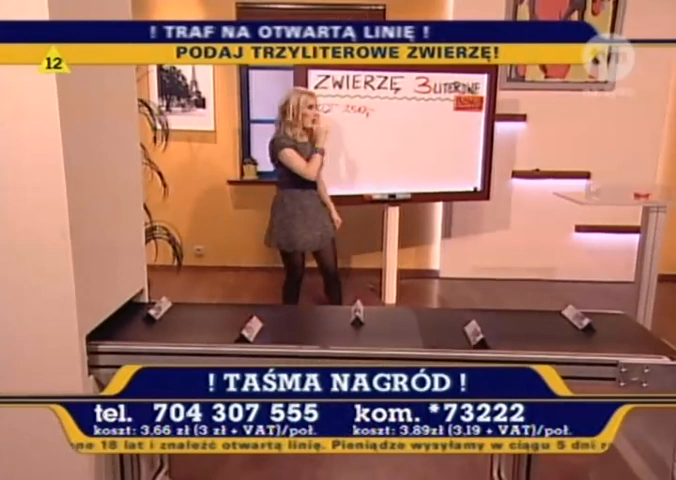 ! TRAF NA OTWARTĄ LINIĘ !
PODAJ TRZYLITEROWE ZWIERZĘ!
12
ZWIERZĘ 3LITEROWE
! TAŚMA NAGRÓD !
tel. 704 307 555 kom. *73222
koszt: 3.66 zł (3 zł + VAT)/poł. koszt: 3.89zł (3.19 + VAT)/poł.
18 lat i znaleźć otwartą linię. Pieniądze wysyłamy w ciągu 5 dni